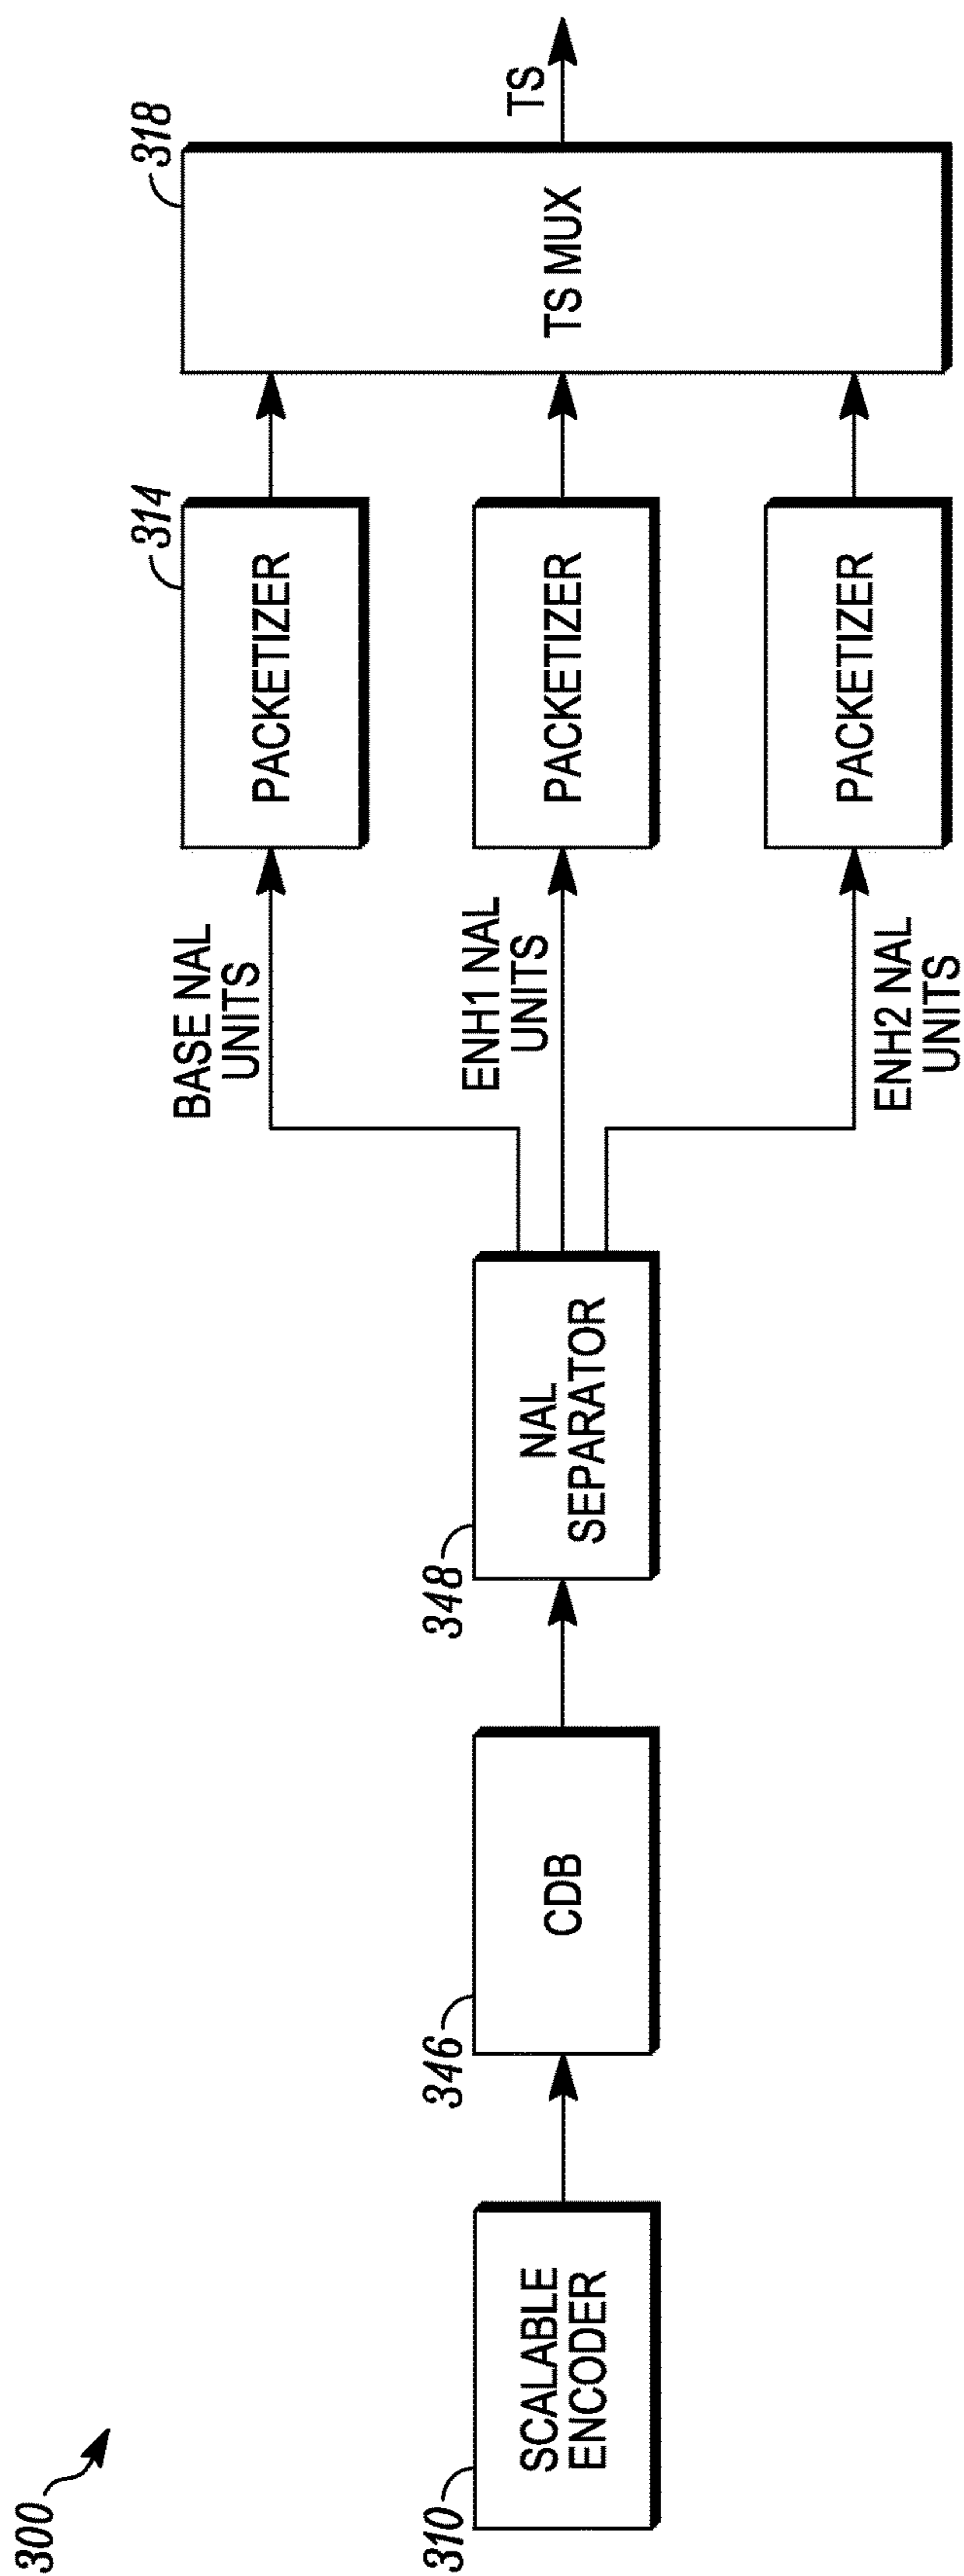 300
310
SCALABLE
ENCODER
346
CDB
348
NAL
SEPARATOR
BASE NAL
UNITS
ENH1 NAL
UNITS
ENH2 NAL
UNITS
314
PACKETIZER
PACKETIZER
PACKETIZER
318
TS MUX
TS